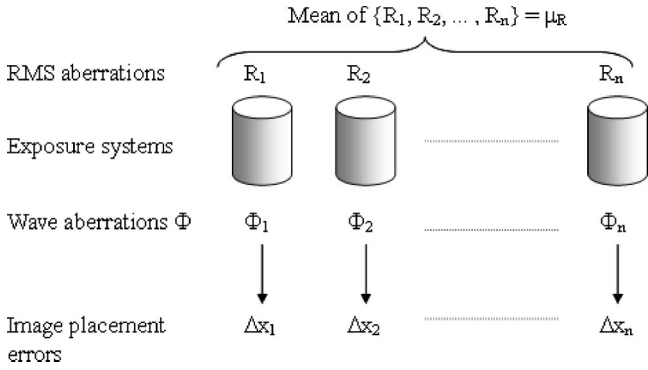 Mean of {R₁, R₂, ... , Rₙ} = μ_R
RMS aberrations R₁ R₂ Rₙ
Exposure systems
Wave aberrations Φ Φ₁ Φ₂ Φₙ
Image placement Δx₁ Δx₂ Δxₙ
errors